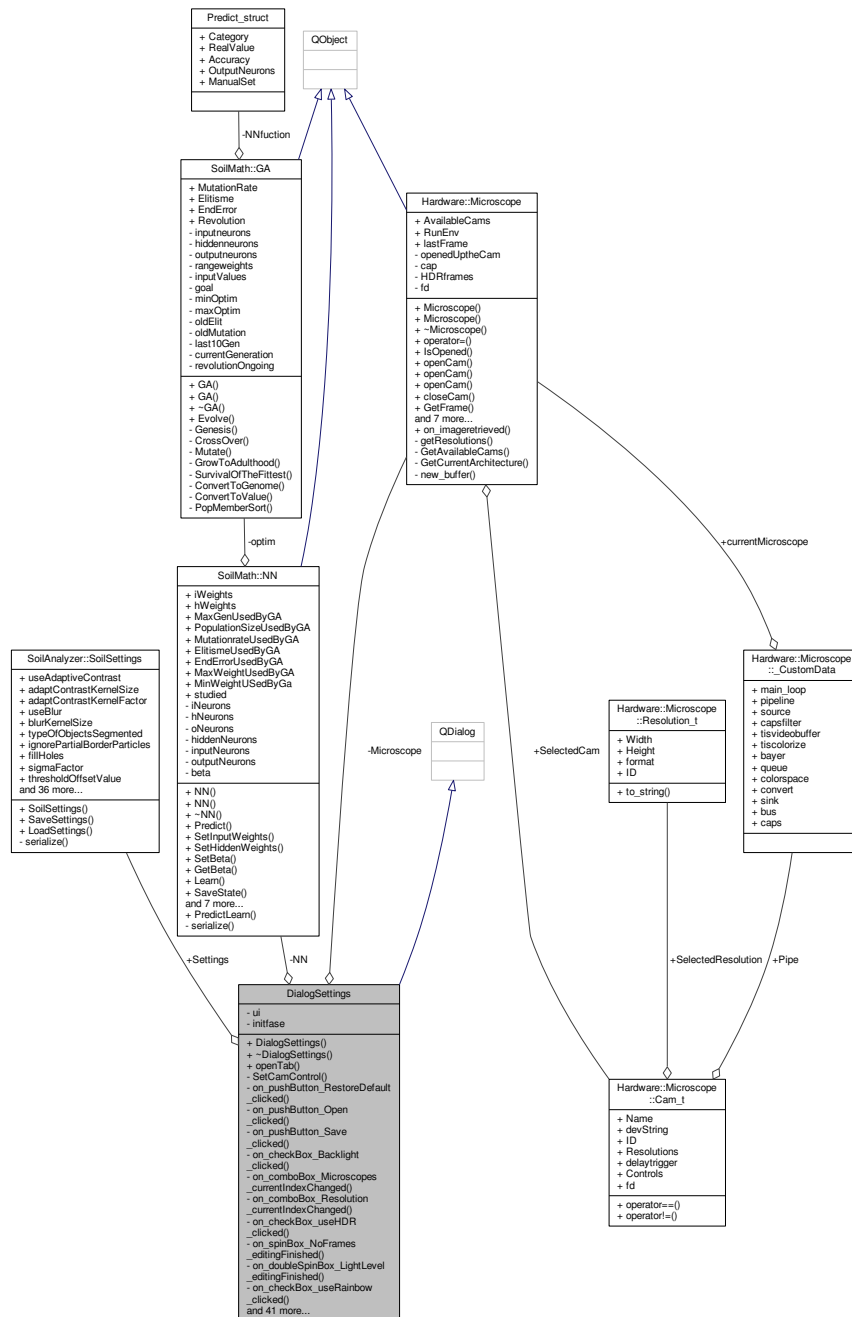 Predict_struct
+ Category
+ RealValue
+ Accuracy
+ OutputNeurons
+ ManualSet
QObject
-NNfuction
SoilMath::GA
+ MutationRate
+ Elitisme
+ EndError
+ Revolution
- inputneurons
- hiddenneurons
- outputneurons
- rangeweights
- inputValues
- goal
- minOptim
- maxOptim
- oldElit
- oldMutation
- last10Gen
- currentGeneration
- revolutionOngoing
+ GA()
+ GA()
+ ~GA()
+ Evolve()
- Genesis()
- CrossOver()
- Mutate()
- GrowToAdulthood()
- SurvivalOfTheFittest()
- ConvertToGenome()
- ConvertToValue()
- PopMemberSort()
Hardware::Microscope
+ AvailableCams
+ RunEnv
+ lastFrame
- openedUptheCam
- cap
- HDRframes
- fd
+ Microscope()
+ Microscope()
+ ~Microscope()
+ operator=()
+ IsOpened()
+ openCam()
+ openCam()
+ openCam()
+ closeCam()
+ GetFrame()
and 7 more...
+ on_imageretrieved()
- getResolutions()
- GetAvailableCams()
- GetCurrentArchitecture()
- new_buffer()
-optim
+currentMicroscope
SoilMath::NN
+ iWeights
+ hWeights
+ MaxGenUsedByGA
+ PopulationSizeUsedByGA
+ MutationrateUsedByGA
+ ElitismeUsedByGA
+ EndErrorUsedByGA
+ MaxWeightUsedByGA
+ MinWeightUSedByGa
+ studied
- iNeurons
- hNeurons
- oNeurons
- hiddenNeurons
- inputNeurons
- outputNeurons
- beta
+ NN()
+ NN()
+ ~NN()
+ Predict()
+ SetInputWeights()
+ SetHiddenWeights()
+ SetBeta()
+ GetBeta()
+ Learn()
+ SaveState()
and 7 more...
+ PredictLearn()
- serialize()
SoilAnalyzer::SoilSettings
+ useAdaptiveContrast
+ adaptContrastKernelSize
+ adaptContrastKernelFactor
+ useBlur
+ blurKernelSize
+ typeOfObjectsSegmented
+ ignorePartialBorderParticles
+ fillHoles
+ sigmaFactor
+ thresholdOffsetValue
and 36 more...
+ SoilSettings()
+ SaveSettings()
+ LoadSettings()
- serialize()
Hardware::Microscope
::_CustomData
+ main_loop
+ pipeline
+ source
+ capsfilter
+ tisvideobuffer
+ tiscolorize
+ bayer
+ queue
+ colorspace
+ convert
+ sink
+ bus
+ caps
Hardware::Microscope
::Resolution_t
+ Width
+ Height
+ format
+ ID
+ to_string()
QDialog
-Microscope
+SelectedCam
+Settings
-NN
+SelectedResolution
+Pipe
DialogSettings
- ui
- initfase
+ DialogSettings()
+ ~DialogSettings()
+ openTab()
- SetCamControl()
- on_pushButton_RestoreDefault
_clicked()
- on_pushButton_Open
_clicked()
- on_pushButton_Save
_clicked()
- on_checkBox_Backlight
_clicked()
- on_comboBox_Microscopes
_currentIndexChanged()
- on_comboBox_Resolution
_currentIndexChanged()
- on_checkBox_useHDR
_clicked()
- on_spinBox_NoFrames
_editingFinished()
- on_doubleSpinBox_LightLevel
_editingFinished()
- on_checkBox_useRainbow
_clicked()
and 41 more...
Hardware::Microscope
::Cam_t
+ Name
+ devString
+ ID
+ Resolutions
+ delaytrigger
+ Controls
+ fd
+ operator==()
+ operator!=()